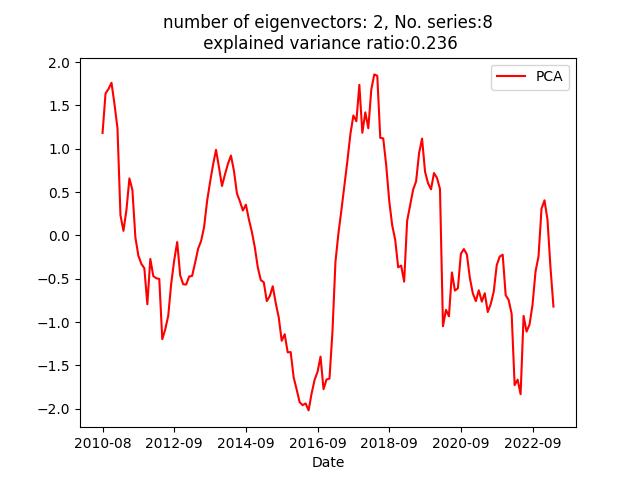 number of eigenvectors: 2, No. series:8
explained variance ratio:0.236
PCA
2.0
1.5
1.0
0.5
0.0
−0.5
−1.0
−1.5
−2.0
2010-08 2012-09 2014-09 2016-09 2018-09 2020-09 2022-09
Date